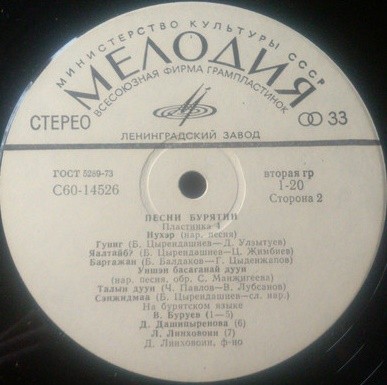 МИНИСТЕРСТВО КУЛЬТУРЫ СССР
МЕЛОДИЯ
ВСЕСОЮЗНАЯ ФИРМА ГРАМПЛАСТИНОК
СТЕРЕО
33
ЛЕНИНГРАДСКИЙ ЗАВОД
ГОСТ 5289-73
С60-14526
вторая гр
1-20
Сторона 2
ПЕСНИ БУРЯТИИ
Пластинка 1
Нухэр (нар. песня)
Гуниг (Б. Цырендашиев—Д. Улзытуев)
Яалтайб? (Б. Цырендашиев—Ц. Жимбиев)
Баргажан (Б. Балдаков—Г. Цыденжапов)
Уншэн басаганай дуун
(нар. песня, обр. С. Манжигеева)
Талын дуун (Ч. Павлов—В. Лубсанов)
Сэнжидмаа (Б. Цырендашиев—сл. нар.)
На бурятском языке
В. Буруев (1—5)
Д. Дашипыренова (6)
Л. Линховоин (7)
Д. Линховоин, ф-но